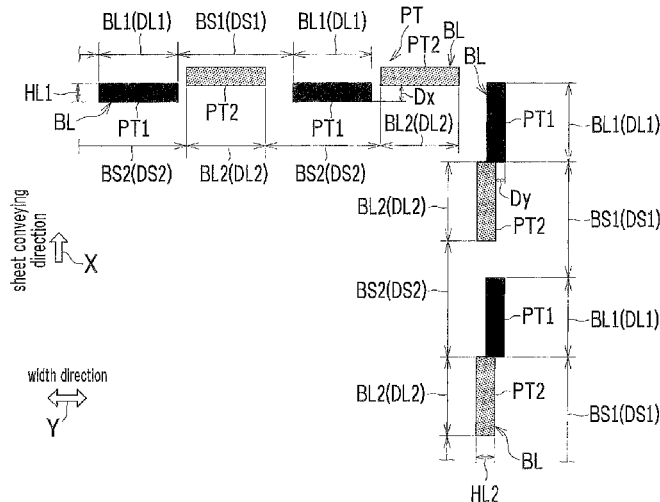 BL1(DL1) BS1(DS1) BL1(DL1) PT
PT2 BL
HL1 BL
PT2 Dx
BL PT1 PT1 PT1 BL1(DL1)
BL2(DL2)
BS2(DS2) BL2(DL2) BS2(DS2)
Dy
BL2(DL2) PT2 BS1(DS1)
sheet conveying direction
X
BS2(DS2) PT1 BL1(DL1)
width direction
Y
BL2(DL2) PT2 BS1(DS1)
BL
HL2